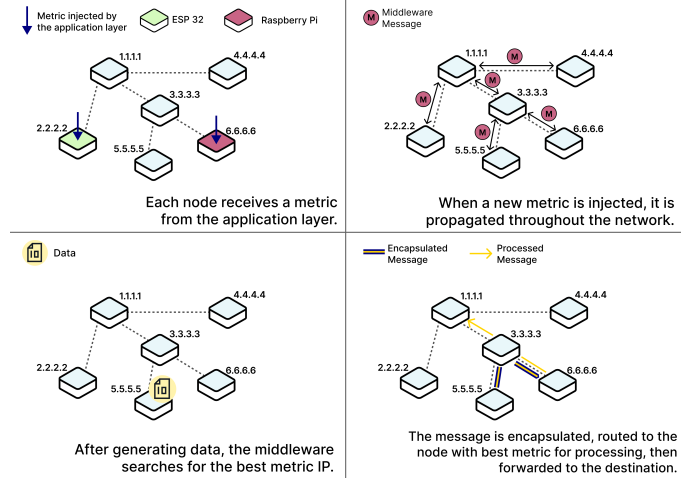 Metric injected by
the application layer
ESP 32
Raspberry Pi
1.1.1.1
4.4.4.4
3.3.3.3
2.2.2.2
6.6.6.6
5.5.5.5
Each node receives a metric
from the application layer.
M Middleware
Message
1.1.1.1
M
4.4.4.4
M
M
3.3.3.3
M
2.2.2.2
M
6.6.6.6
5.5.5.5
When a new metric is injected, it is
propagated throughout the network.
ID Data
1.1.1.1
4.4.4.4
3.3.3.3
2.2.2.2
6.6.6.6
5.5.5.5
ID
After generating data, the middleware
searches for the best metric IP.
Encapsulated
Message
Processed
Message
1.1.1.1
4.4.4.4
3.3.3.3
2.2.2.2
6.6.6.6
5.5.5.5
The message is encapsulated, routed to the
node with best metric for processing, then
forwarded to the destination.